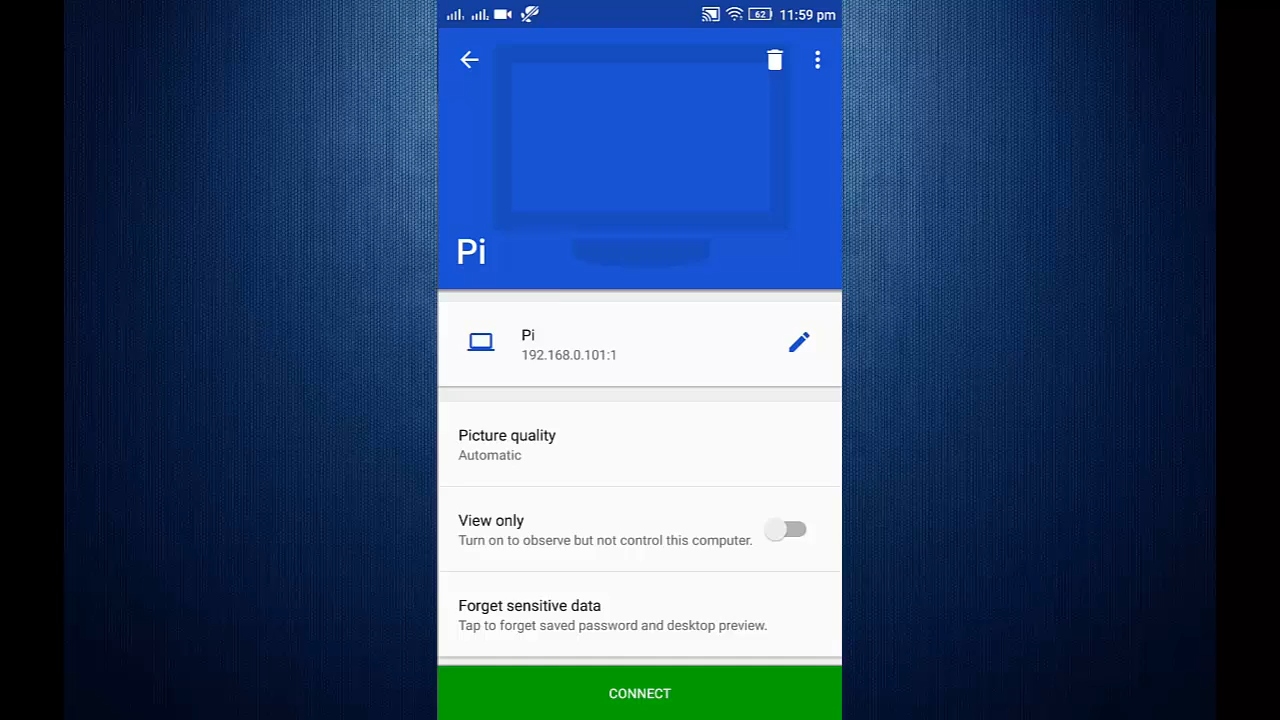 62 11:59 pm
Pi
Pi
192.168.0.101:1
Picture quality
Automatic
View only
Turn on to observe but not control this computer.
Forget sensitive data
Tap to forget saved password and desktop preview.
CONNECT